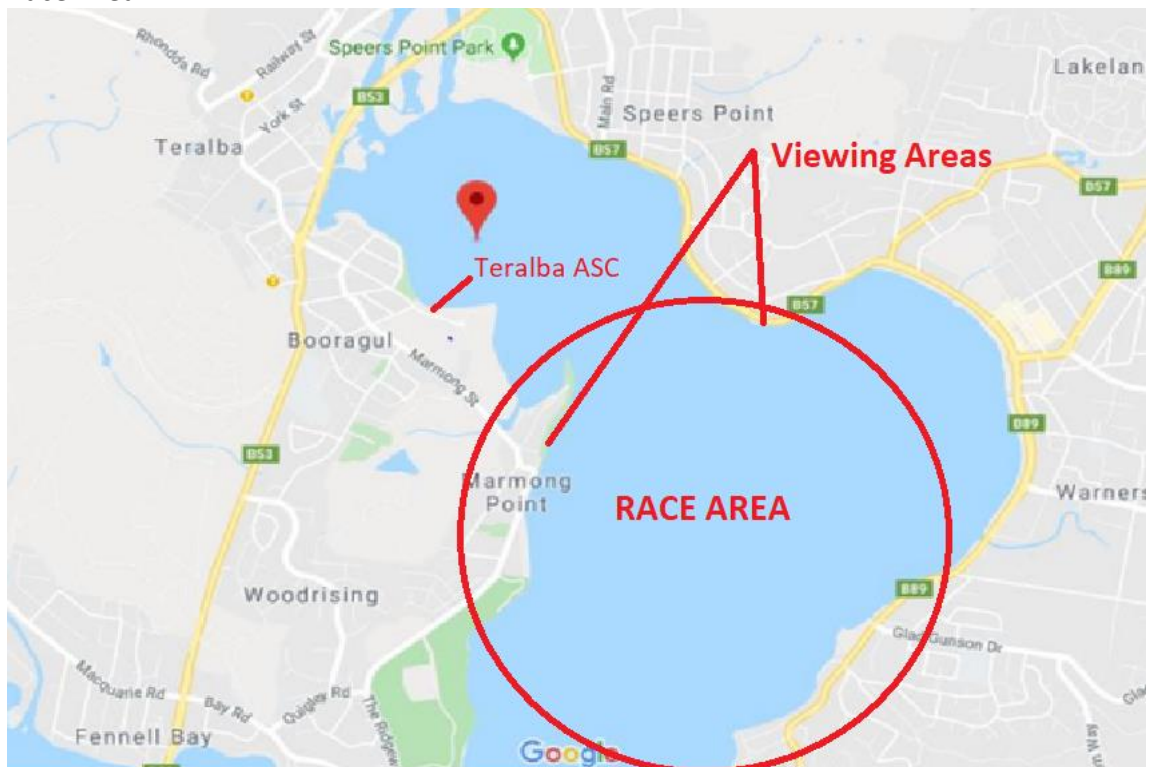 Rhondda Rd
Railway St
Speers Point Park
Lakelan
B53
York St
Main Rd
Speers Point
Teralba
B57
Viewing Areas
B57
Teralba ASC
B89
B57
Booragul
Marmong St
B89
B53
Marmong
Point
RACE AREA
Warners
Woodrising
B89
Glad Gunson Dr
Macquarie Rd
Bay Rd
Quigley Rd
The Ridgeway
Fennell Bay
Google